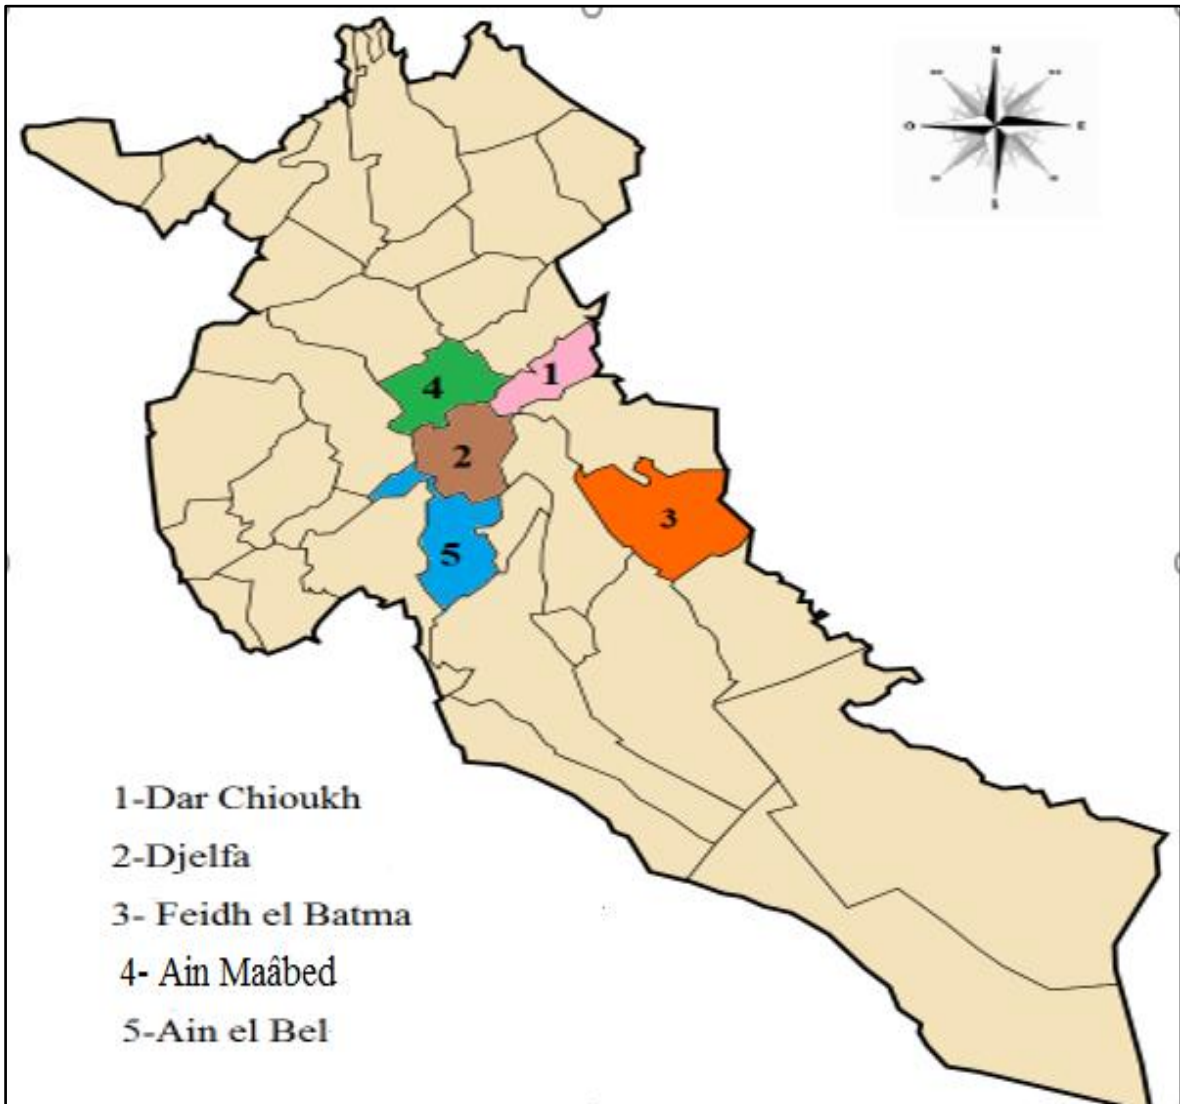 N
O
E
S
1
4
2
3
5
1-Dar Chioukh
2-Djelfa
3- Feidh el Batma
4- Ain Maâbed
5-Ain el Bel